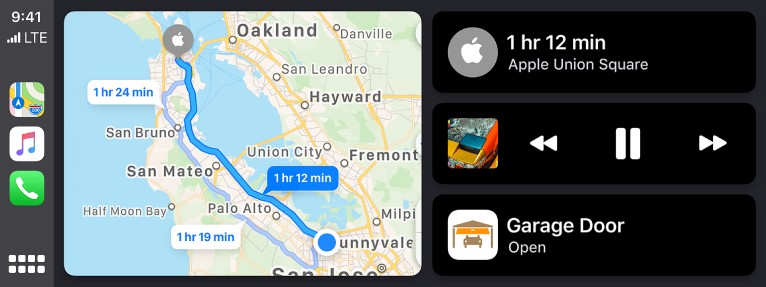 9:41
LTE
Oakland
Danville
San Leandro
1 hr 24 min
Hayward
San Bruno
Union City
Fremont
San Mateo
1 hr 12 min
Half Moon Bay
Palo Alto
Milpi
1 hr 19 min
unnyvale
San Jose
1 hr 12 min
Apple Union Square
Garage Door
Open